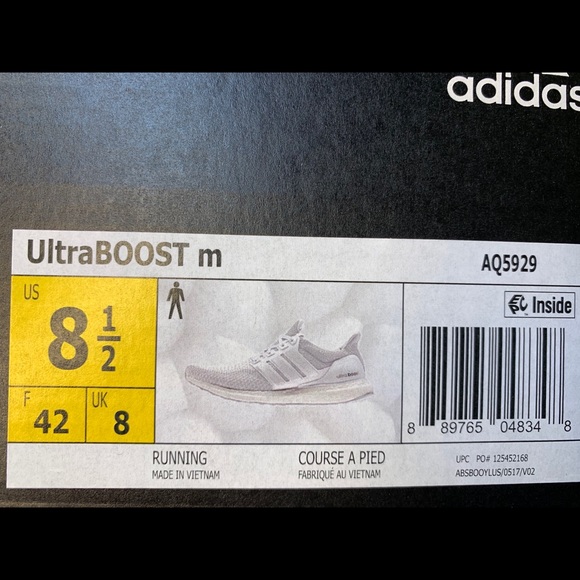 adidas
UltraBOOST m
AQ5929
US
8 1/2
F
42
UK
8
Inside
8 89765 04834 8
RUNNING
MADE IN VIETNAM
COURSE A PIED
FABRIQUÉ AU VIETNAM
UPC PO# 125452168
ABSBOOYLUS/0517/V02